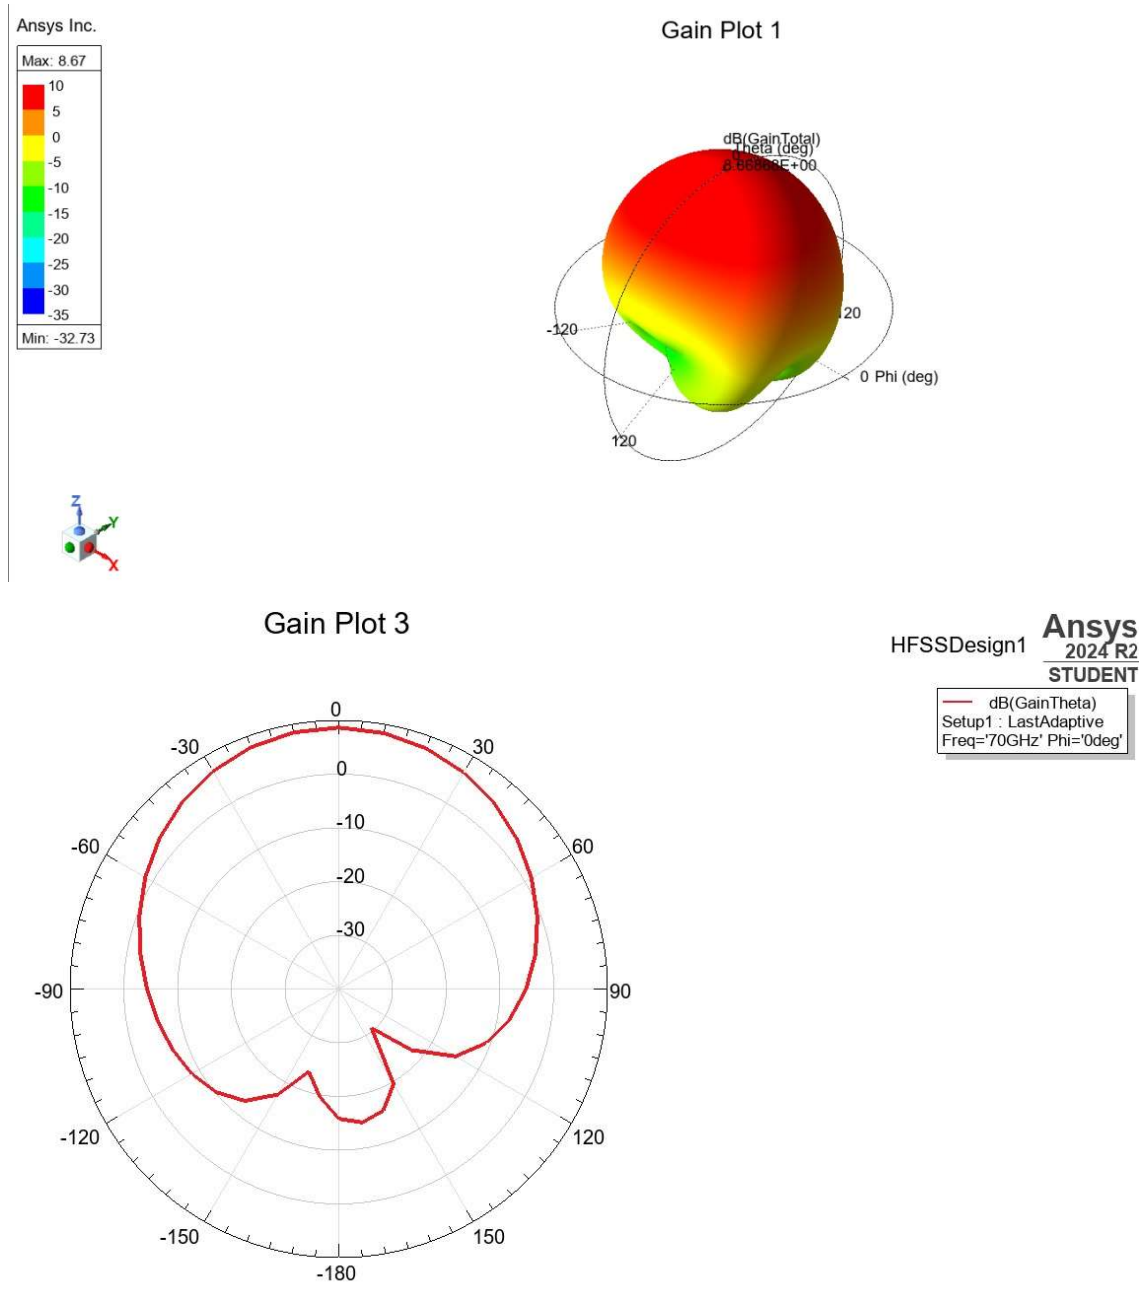 Ansys Inc.
Gain Plot 1
Max: 8.67
10
5
0
-5
-10
-15
-20
-25
-30
-35
Min: -32.73
dB(GainTotal)
Theta (deg)
0
-120
120
0 Phi (deg)
120
Z
Y
X
Gain Plot 3
HFSSDesign1
Ansys
2024 R2
STUDENT
dB(GainTheta)
Setup1 : LastAdaptive
Freq='70GHz' Phi='0deg'
0
-30
30
0
-10
-60
60
-20
-30
-90
90
-120
120
-150
150
-180